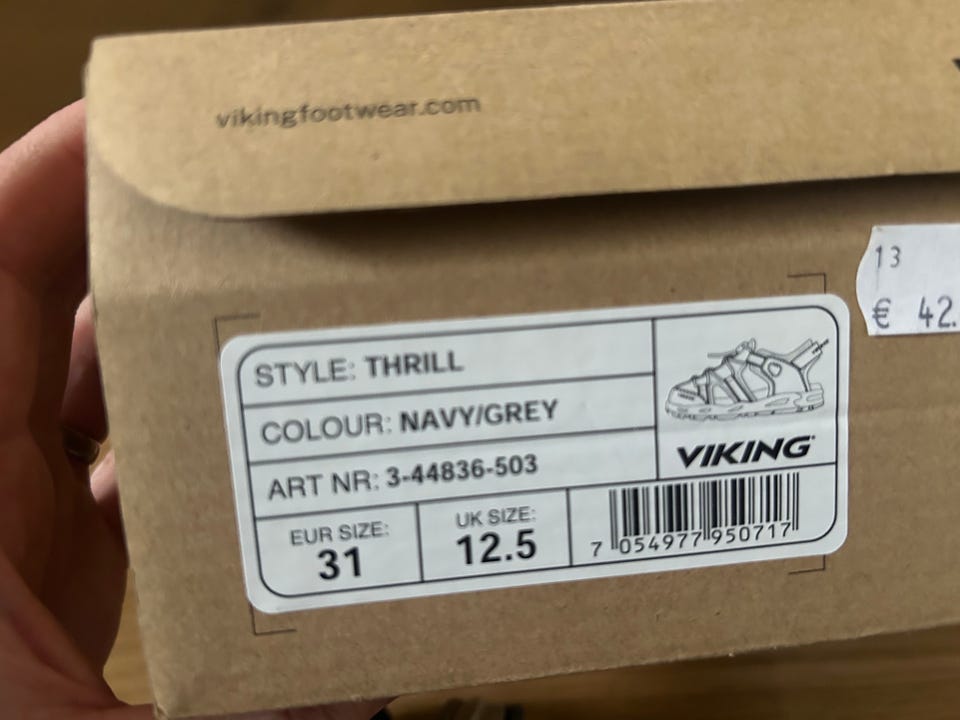 vikingfootwear.com
13
€ 42.
STYLE: THRILL
COLOUR: NAVY/GREY
ART NR: 3-44836-503
VIKING
EUR SIZE:
31
UK SIZE:
12.5
7 054977 950717